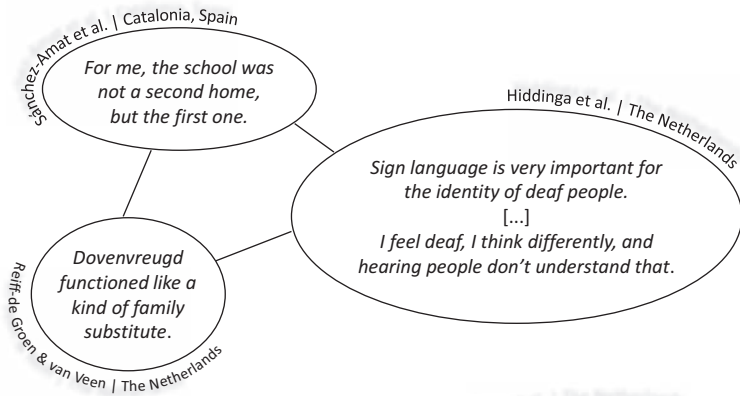 Sánchez-Amat et al. | Catalonia, Spain
For me, the school was
not a second home,
but the first one.
Hiddinga et al. | The Netherlands
Sign language is very important for
the identity of deaf people.
[...]
I feel deaf, I think differently, and
hearing people don’t understand that.
Dovenvreugd
functioned like a
kind of family
substitute.
Reiff-de Groen & van Veen | The Netherlands